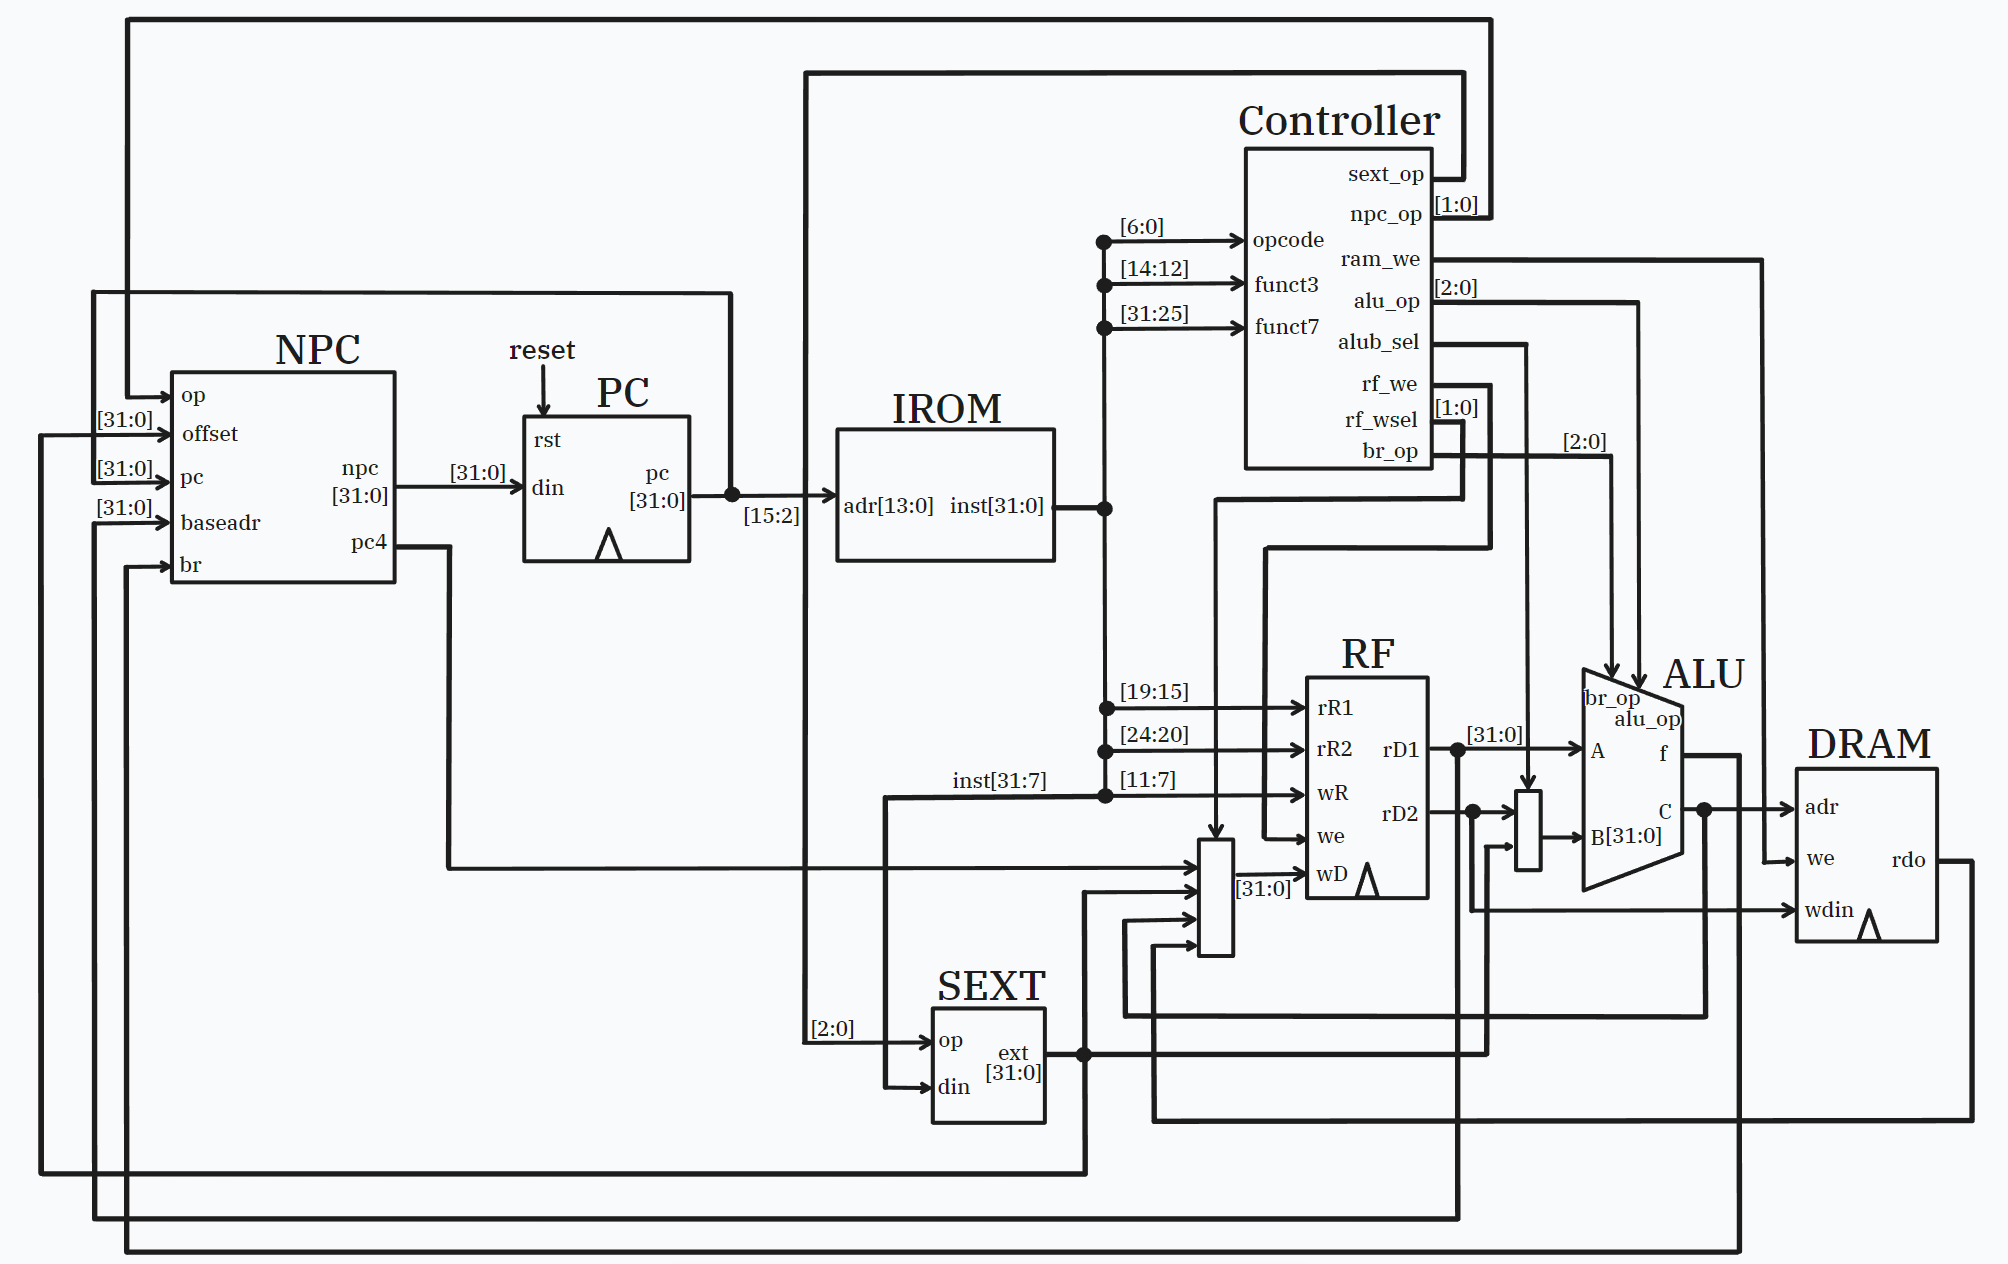 Controller
sext_op
npc_op
[1:0]
opcode
[6:0]
ram_we
funct3
[14:12]
alu_op
[2:0]
funct7
[31:25]
alub_sel
rf_we
rf_wsel
[1:0]
br_op
[2:0]
NPC
op
[31:0]
offset
[31:0]
pc
[31:0]
baseadr
br
npc
[31:0]
pc4
[31:0]
reset
PC
rst
din
pc
[31:0]
[15:2]
IROM
adr[13:0]
inst[31:0]
RF
[19:15]
rR1
[24:20]
rR2
[11:7]
wR
we
wD
rD1
rD2
[31:0]
[31:0]
inst[31:7]
ALU
br_op
alu_op
A
f
C
B[31:0]
DRAM
adr
we
rdo
wdin
SEXT
[2:0]
op
ext
[31:0]
din